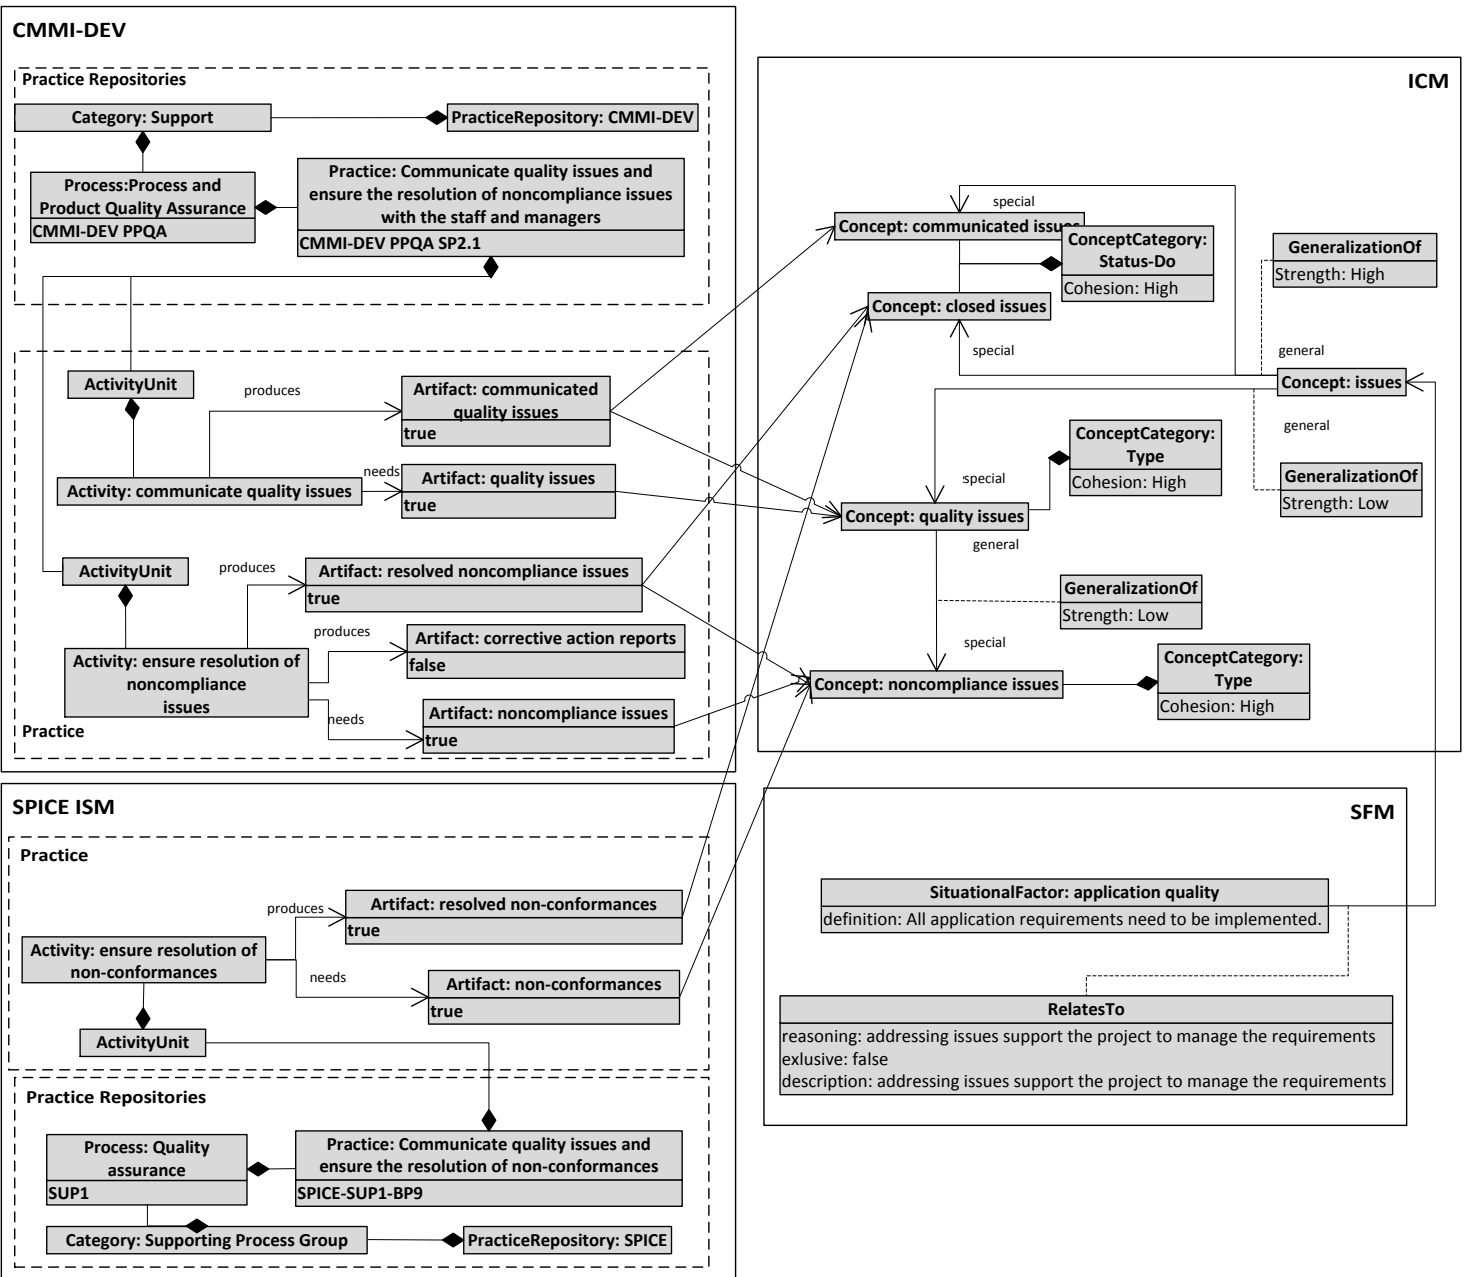 CMMI-DEV
Practice Repositories
Category: Support
PracticeRepository: CMMI-DEV
Process:Process and
Product Quality Assurance
CMMI-DEV PPQA
Practice: Communicate quality issues and
ensure the resolution of noncompliance issues
with the staff and managers
CMMI-DEV PPQA SP2.1
ActivityUnit
produces
Artifact: communicated
quality issues
true
Activity: communicate quality issues
needs
Artifact: quality issues
true
ActivityUnit
produces
Artifact: resolved noncompliance issues
true
produces
Artifact: corrective action reports
false
Activity: ensure resolution of
noncompliance
issues
needs
Artifact: noncompliance issues
true
Practice
ICM
special
Concept: communicated issues
ConceptCategory:
Status-Do
Cohesion: High
GeneralizationOf
Strength: High
Concept: closed issues
special
general
Concept: issues
general
ConceptCategory:
Type
Cohesion: High
special
GeneralizationOf
Strength: Low
Concept: quality issues
general
GeneralizationOf
Strength: Low
special
ConceptCategory:
Type
Cohesion: High
Concept: noncompliance issues
SPICE ISM
Practice
produces
Artifact: resolved non-conformances
true
Activity: ensure resolution of
non-conformances
needs
Artifact: non-conformances
true
ActivityUnit
Practice Repositories
Process: Quality
assurance
SUP1
Practice: Communicate quality issues and
ensure the resolution of non-conformances
SPICE-SUP1-BP9
Category: Supporting Process Group
PracticeRepository: SPICE
SFM
SituationalFactor: application quality
definition: All application requirements need to be implemented.
RelatesTo
reasoning: addressing issues support the project to manage the requirements
exlusive: false
description: addressing issues support the project to manage the requirements